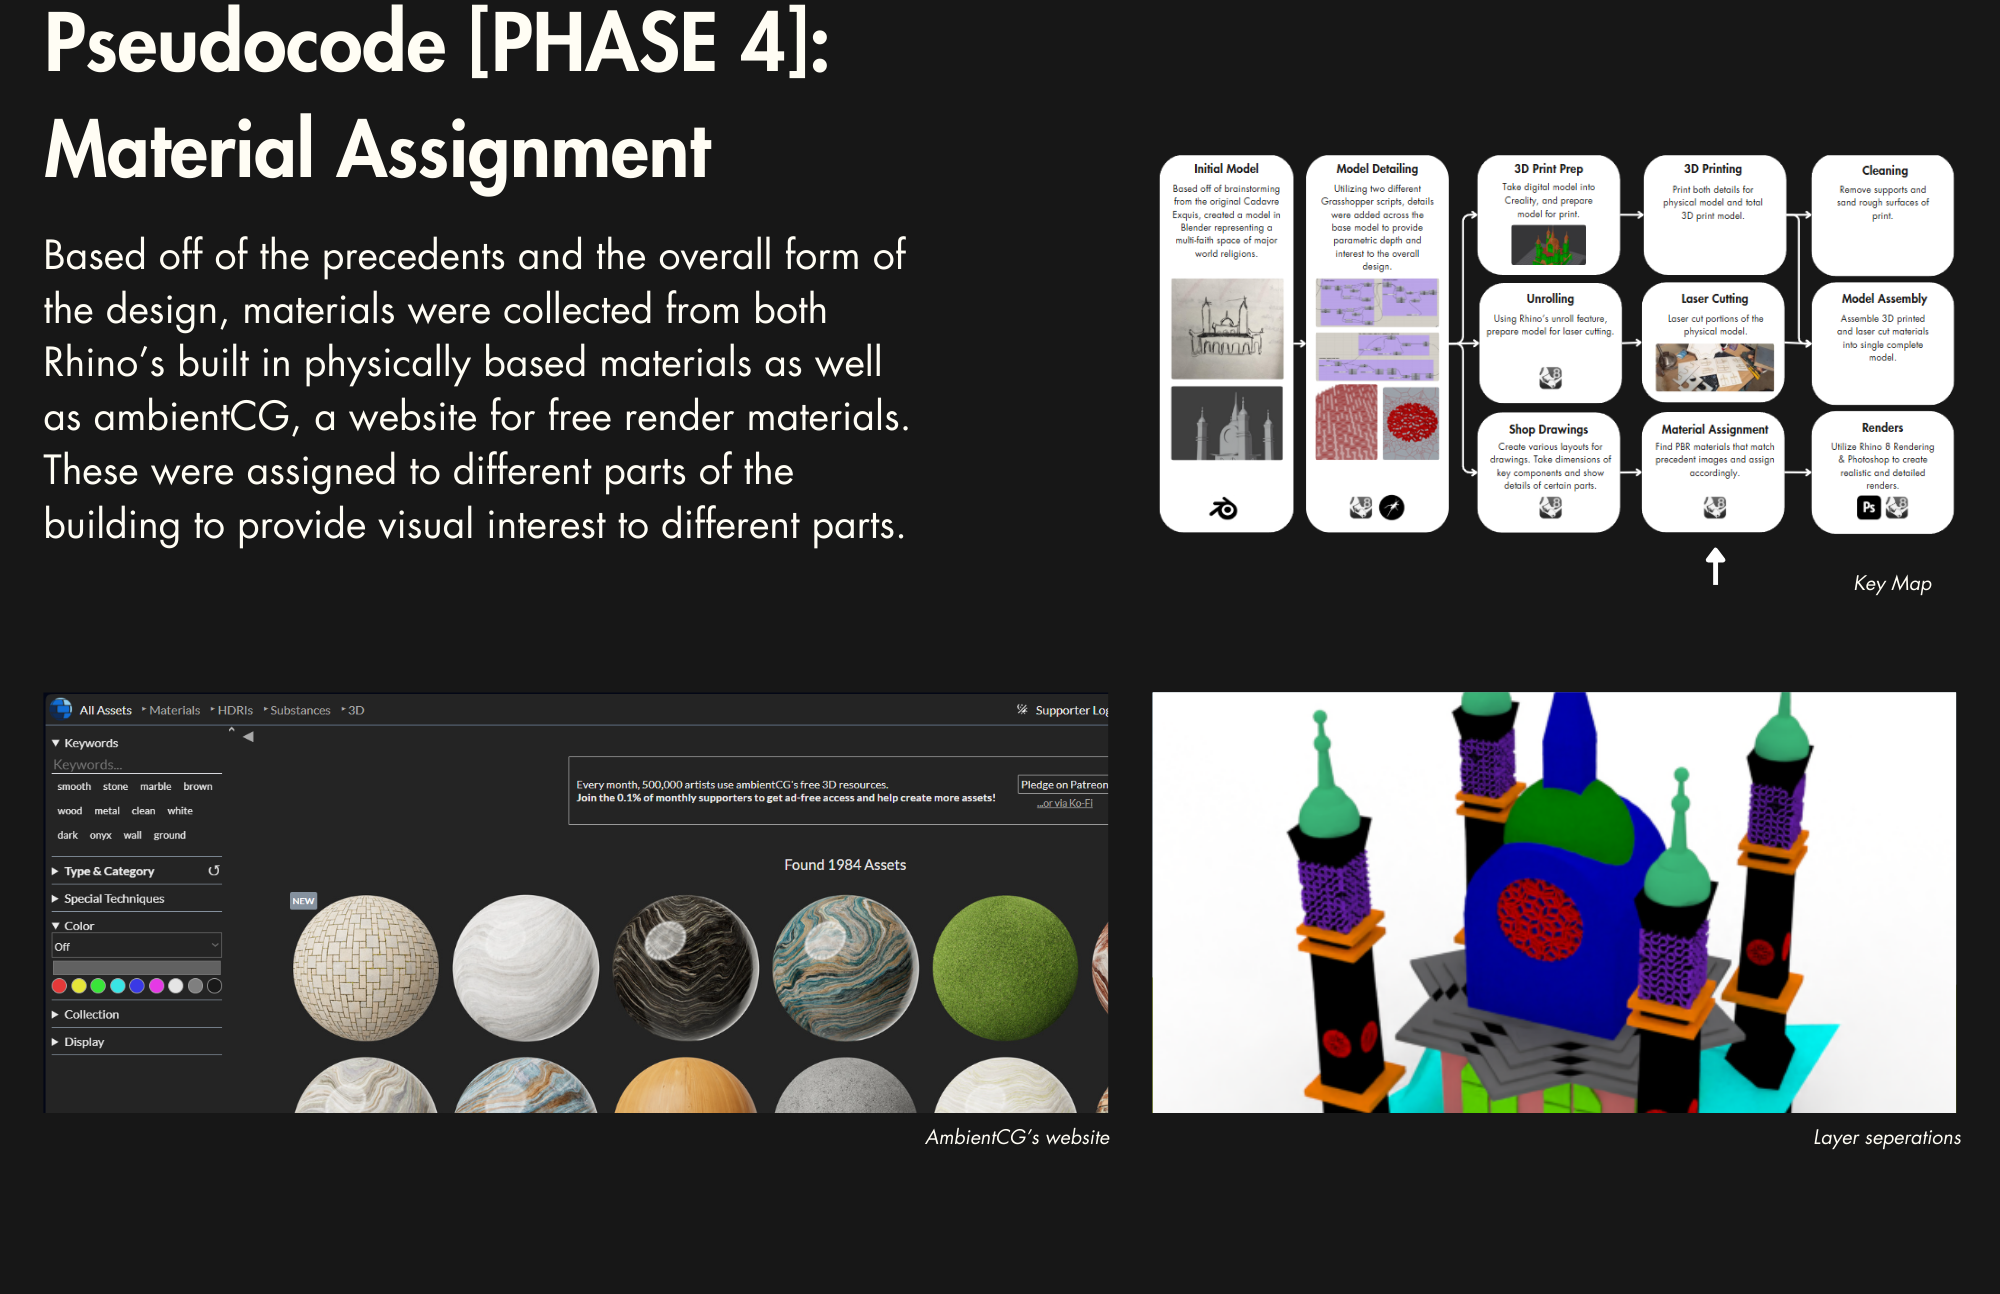 Pseudocode [PHASE 4]:
Material Assignment
Based off of the precedents and the overall form of
the design, materials were collected from both
Rhino's built in physically based materials as well
as ambientCG, a website for free render materials.
These were assigned to different parts of the
building to provide visual interest to different parts.
Initial Model
Based off of brainstorming
from the original Cadavre
Exquis, created a model in
Blender representing a
multi-faith space of major
world religions.
Model Detailing
Utilizing two different
Grasshopper scripts, details
were added across the
base model to provide
parametric depth and
interest to the overall
design.
3D Print Prep
Take digital model into
Creality, and prepare
model for print.
3D Printing
Print both details for
physical model and total
3D print model.
Cleaning
Remove supports and
sand rough surfaces of
print.
Unrolling
Using Rhino's unroll feature,
prepare model for laser cutting.
Laser Cutting
Laser cut portions of the
physical model.
Model Assembly
Assemble 3D printed
and laser cut materials
into single complete
model.
Shop Drawings
Create various layouts for
drawings. Take dimensions of
key components and show
details of certain parts.
Material Assignment
Find PBR materials that match
precedent images and assign
accordingly.
Renders
Utilize Rhino 8 Rendering
& Photoshop to create
realistic and detailed
renders.
Ps
Key Map
All Assets Materials HDRIs Substances 3D
Supporter Log
Keywords
Keywords...
smooth stone marble brown
wood metal clean white
dark onyx wall ground
Type & Category
Special Techniques
Color
Off
Collection
Display
Every month, 500,000 artists use ambientCG's free 3D resources.
Join the 0.1% of monthly supporters to get ad-free access and help create more assets!
Pledge on Patreon
...or via Ko-Fi
Found 1984 Assets
NEW
AmbientCG's website
Layer seperations